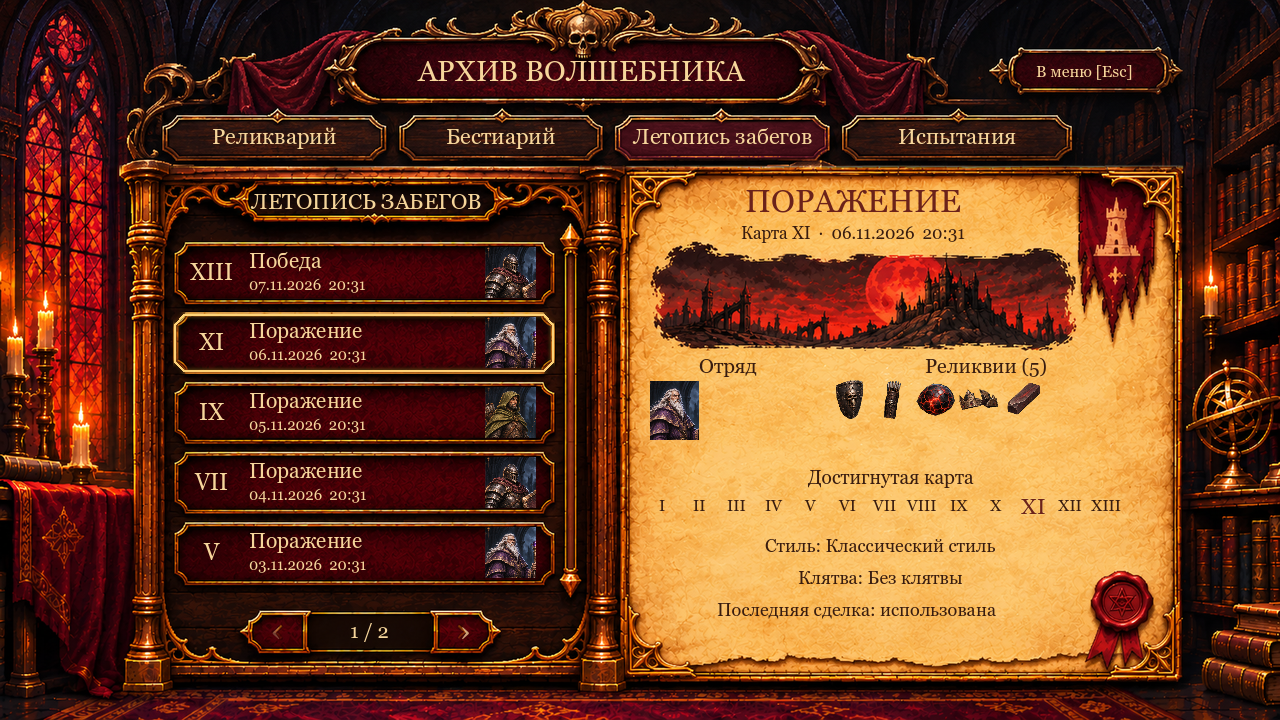 АРХИВ ВОЛШЕБНИКА
В меню [Esc]
Реликварий
Бестиарий
Летопись забегов
Испытания
ЛЕТОПИСЬ ЗАБЕГОВ
XIII
Победа
07.11.2026 20:31
XI
Поражение
06.11.2026 20:31
IX
Поражение
05.11.2026 20:31
VII
Поражение
04.11.2026 20:31
V
Поражение
03.11.2026 20:31
‹ 1 / 2 ›
ПОРАЖЕНИЕ
Карта XI · 06.11.2026 20:31
Отряд
Реликвии (5)
Достигнутая карта
I II III IV V VI VII VIII IX X XI XII XIII
Стиль: Классический стиль
Клятва: Без клятвы
Последняя сделка: использована